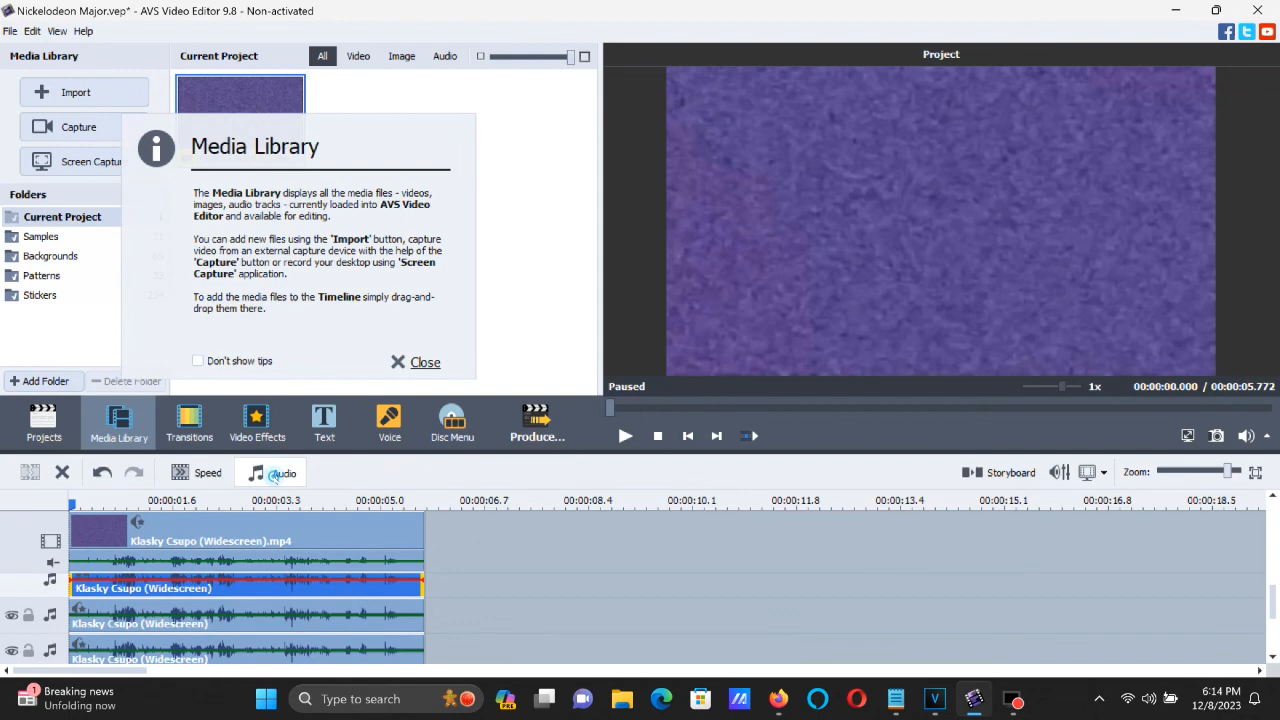 Nickelodeon Major.vep* - AVS Video Editor 9.8 - Non-activated
File Edit View Help
Media Library
Current Project
All Video Image Audio
Project
Import
Capture
Screen Captu
Folders
Current Project
Samples
Backgrounds
Patterns
Stickers
Media Library
The Media Library displays all the media files - videos,
images, audio tracks - currently loaded into AVS Video
Editor and available for editing.
You can add new files using the 'Import' button, capture
video from an external capture device with the help of the
'Capture' button or record your desktop using 'Screen
Capture' application.
To add the media files to the Timeline simply drag-and-
drop them there.
Don't show tips
Close
Add Folder
Delete Folder
Paused
1x
00:00:00.000 / 00:00:05.772
Projects
Media Library
Transitions
Video Effects
Text
Voice
Disc Menu
Produce...
Speed
Audio
Storyboard
Zoom:
00:00:01.6 00:00:03.3 00:00:05.0 00:00:06.7 00:00:08.4 00:00:10.1 00:00:11.8 00:00:13.4 00:00:15.1 00:00:16.8 00:00:18.5
Klasky Csupo (Widescreen).mp4
Klasky Csupo (Widescreen)
Klasky Csupo (Widescreen)
Klasky Csupo (Widescreen)
1
Breaking news
Unfolding now
Type to search
PRE
6:14 PM
12/8/2023